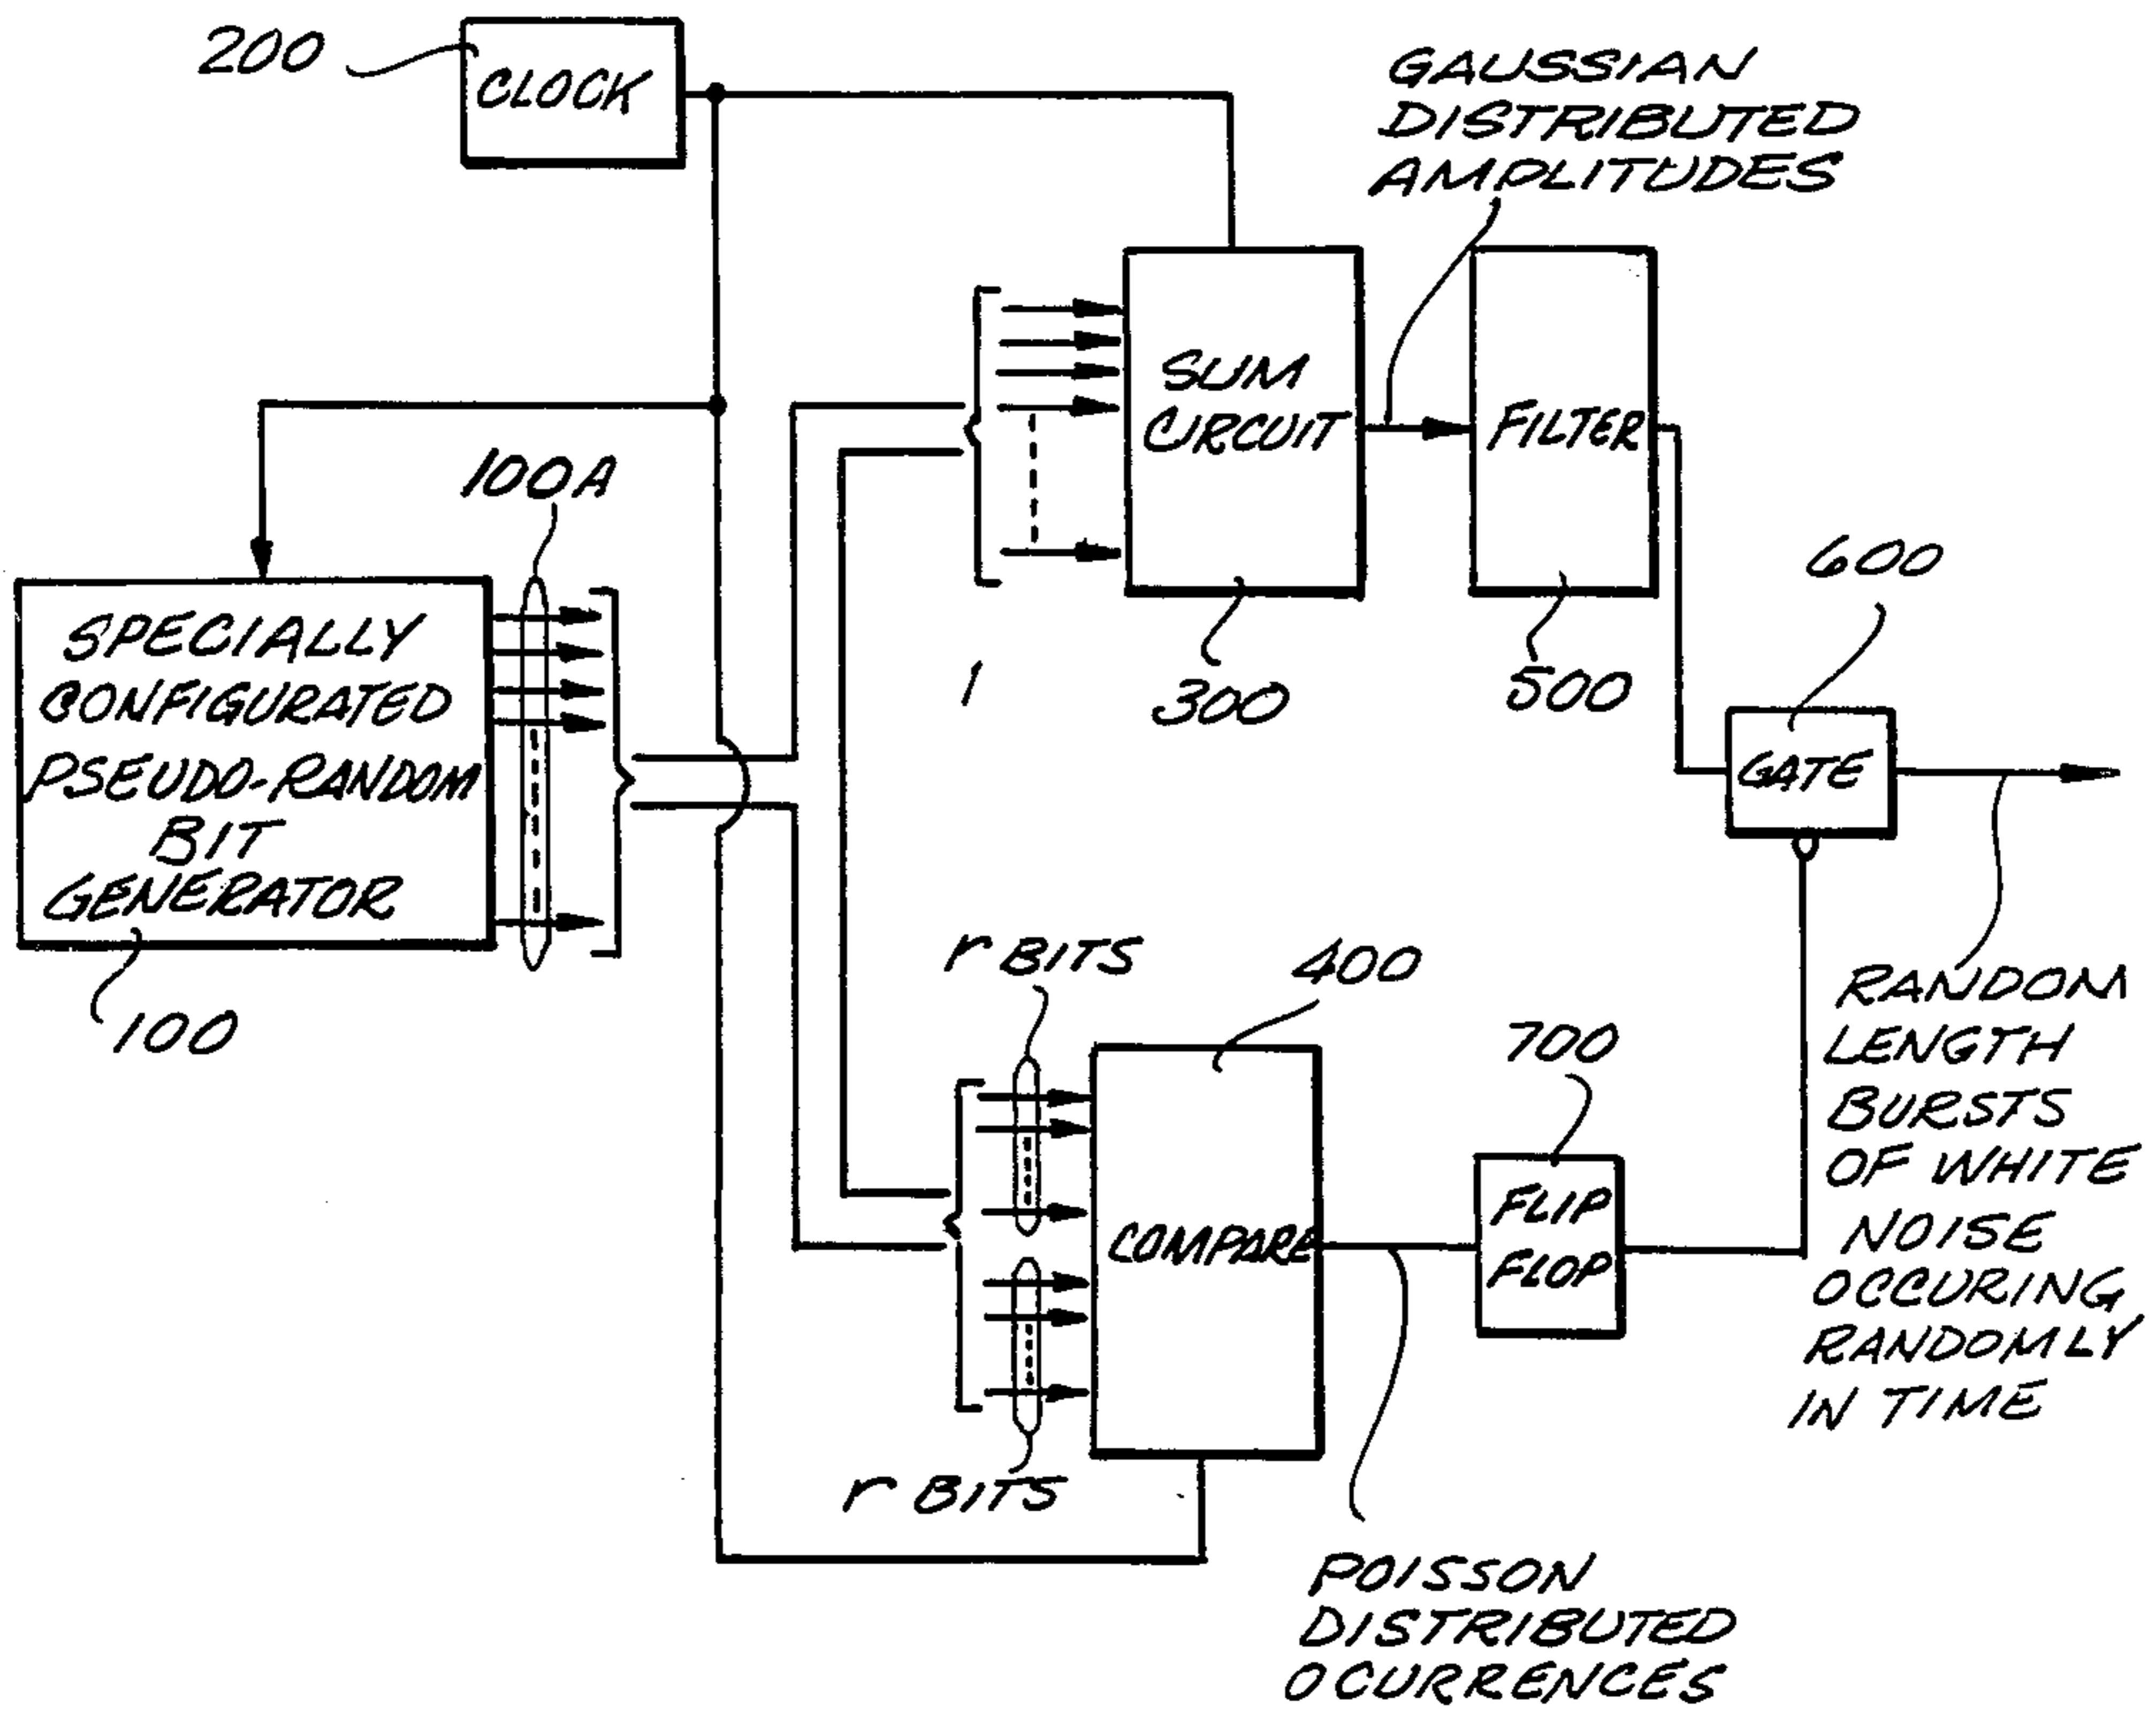 200
CLOCK
GAUSSIAN
DISTRIBUTED
AMPLITUDES
100A
SPECIALLY
CONFIGURATED
PSEUDO-RANDOM
BIT
GENERATOR
100
SUM
CIRCUIT
300
FILTER
500
600
GATE
r BITS
400
COMPARE
r BITS
700
FLIP
FLOP
RANDOM
LENGTH
BURSTS
OF WHITE
NOISE
OCCURING
RANDOMLY
IN TIME
POISSON
DISTRIBUTED
OCURRENCES